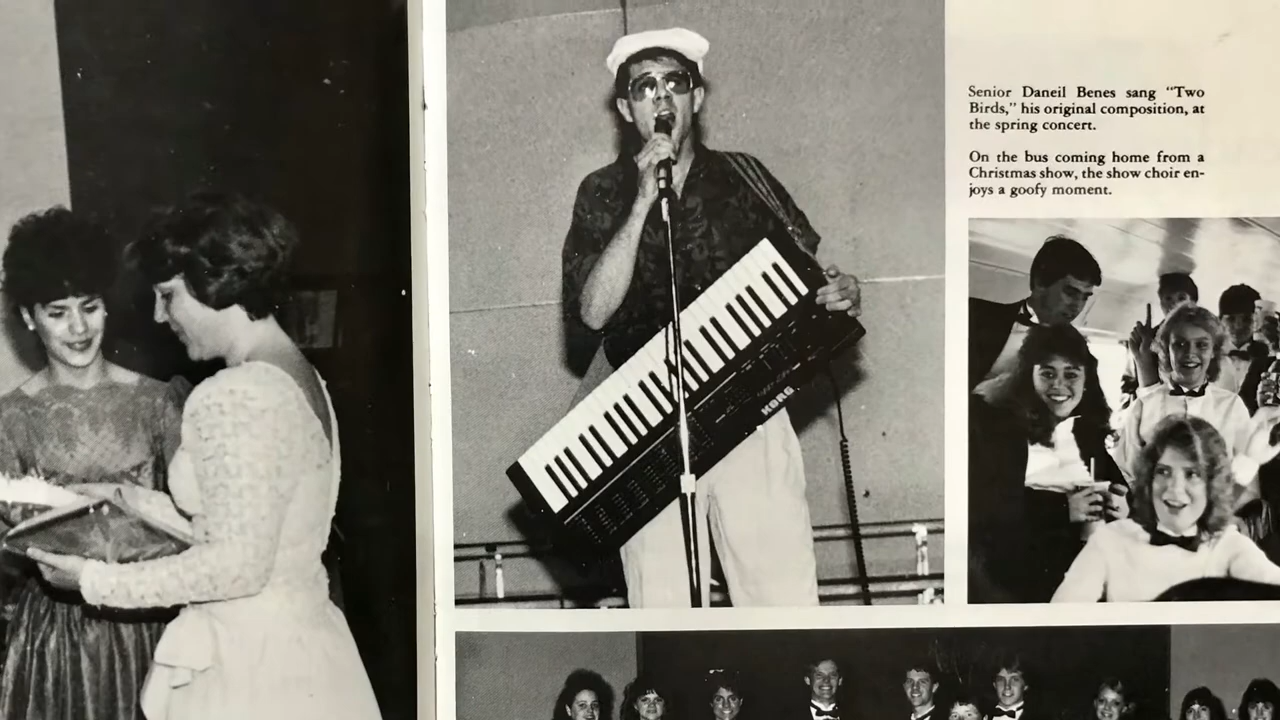 Senior Daneil Benes sang "Two
Birds," his original composition, at
the spring concert.
On the bus coming home from a
Christmas show, the show choir en-
joys a goofy moment.
KORG